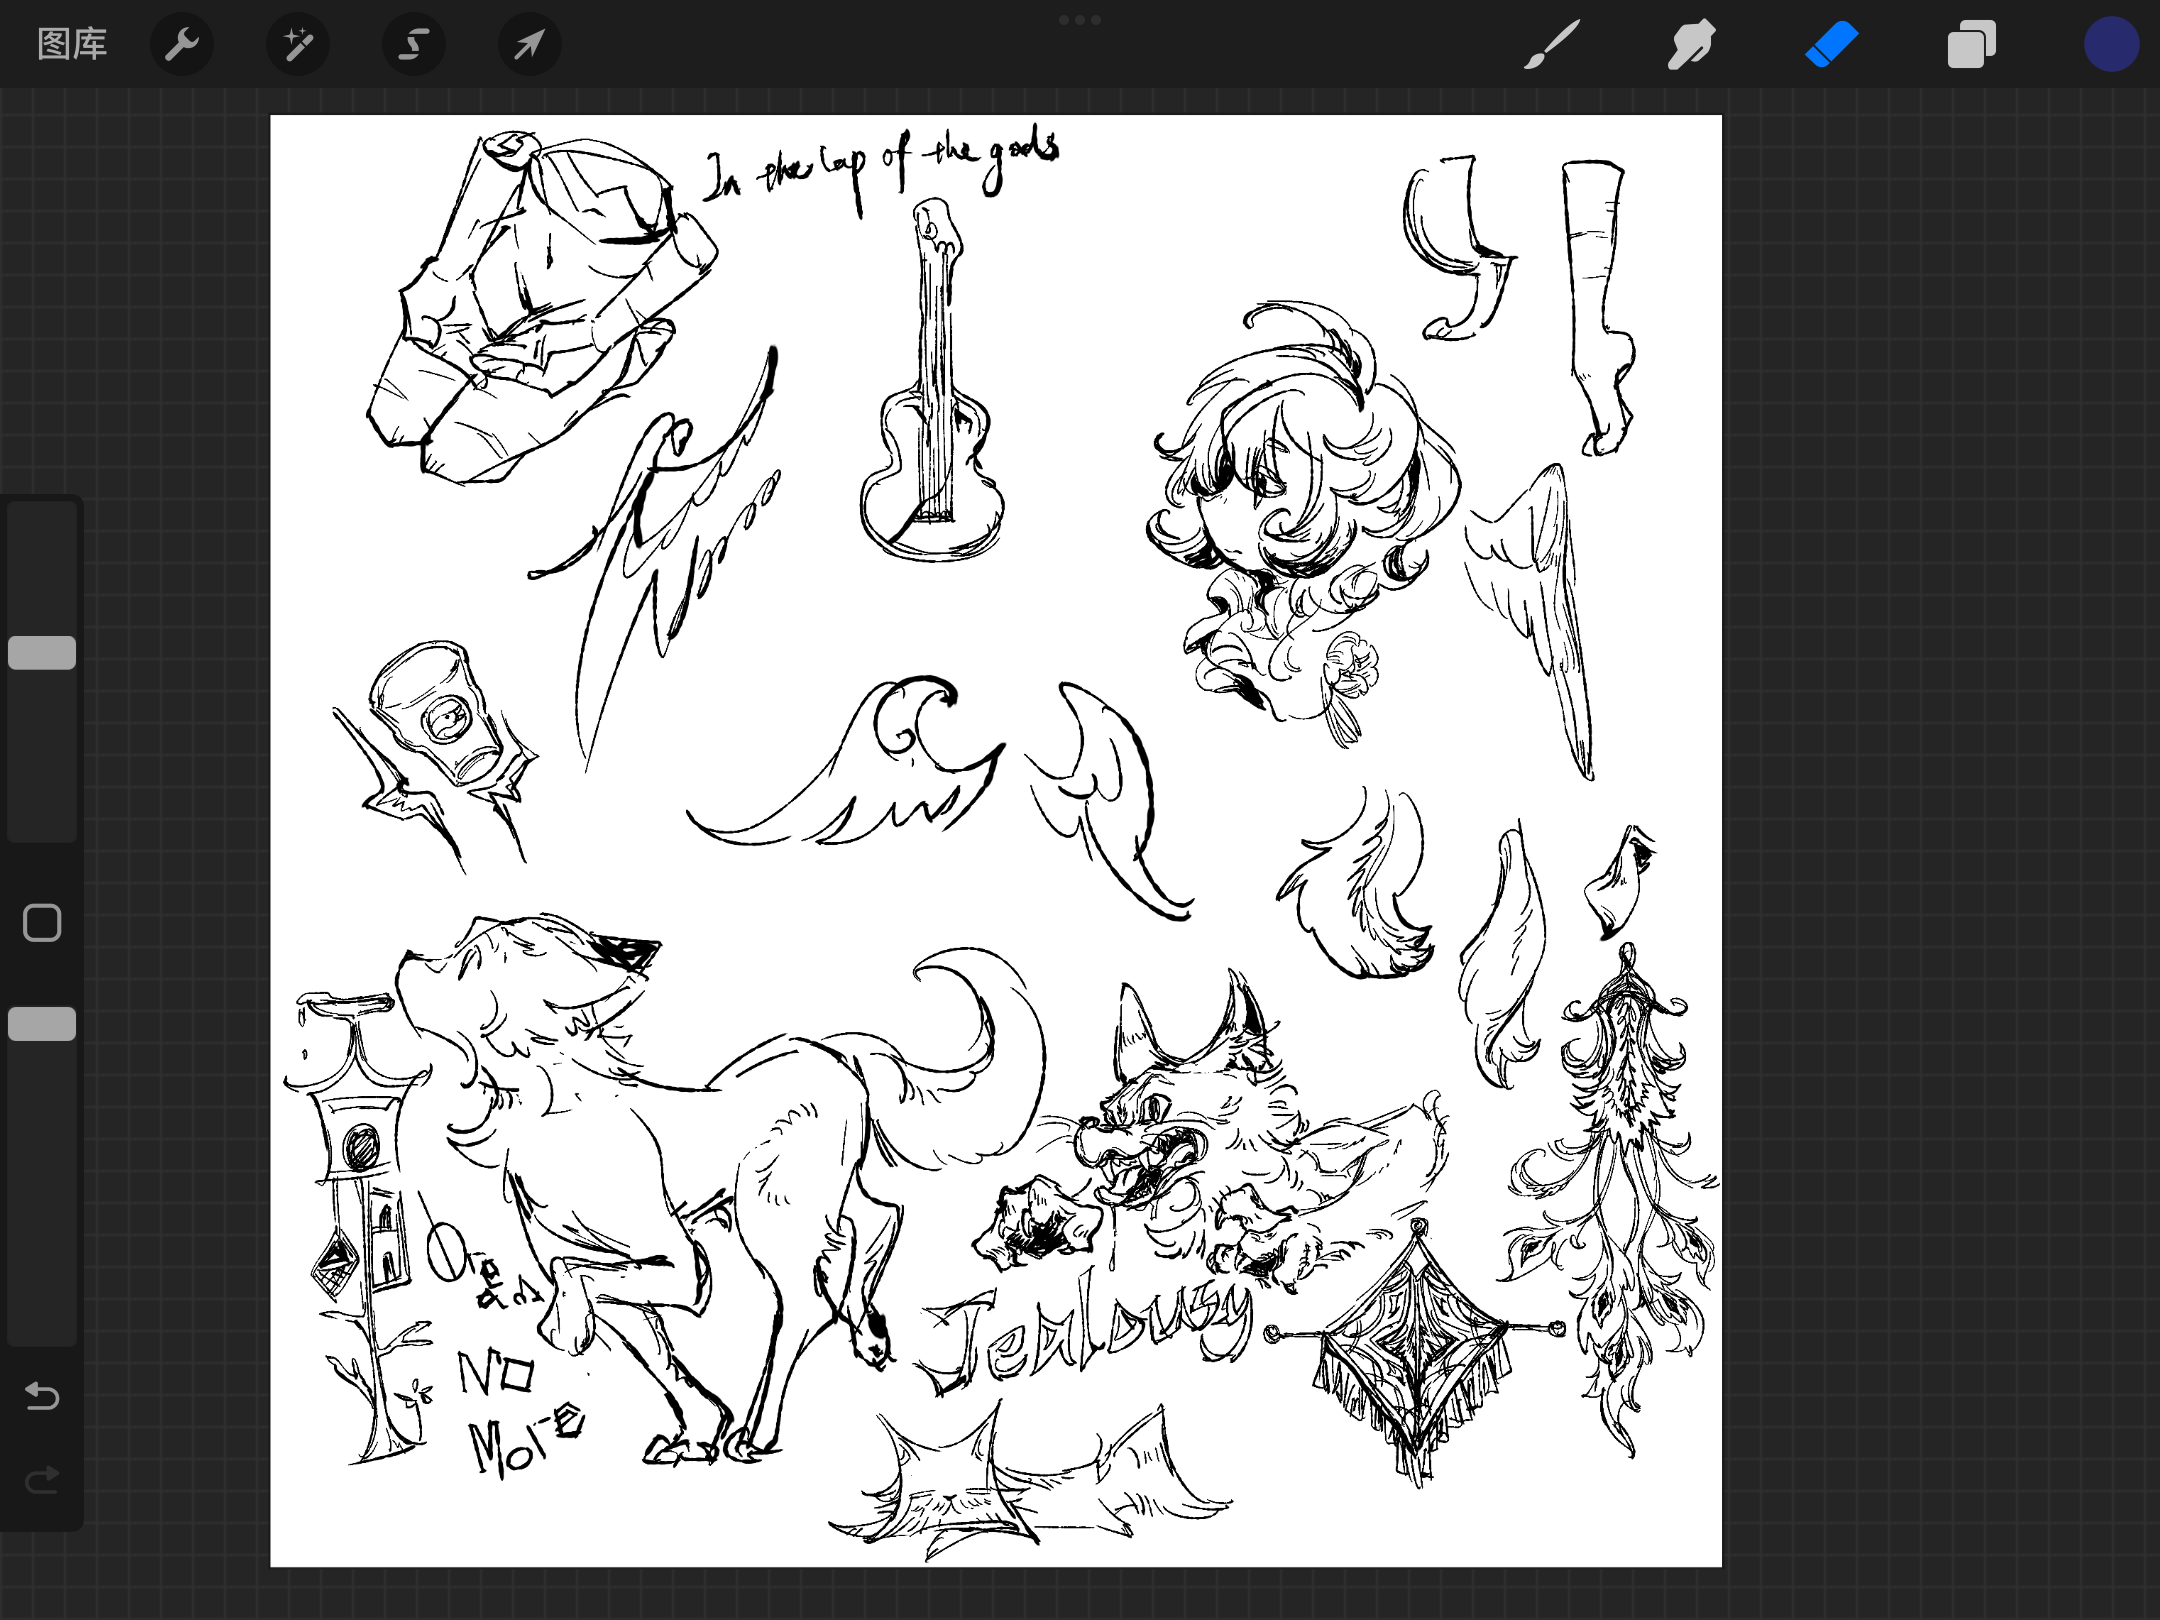 图库
In the lap of the gods
Jealousy
No
More